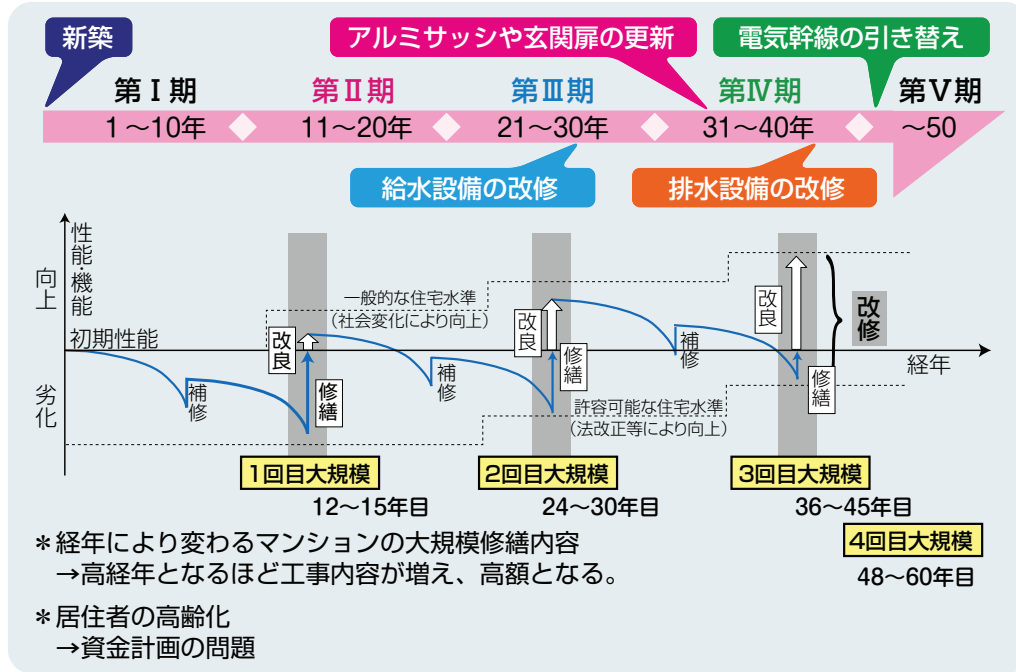 新築
アルミサッシや玄関扉の更新
電気幹線の引き替え
第Ⅰ期
第Ⅱ期
第Ⅲ期
第Ⅳ期
第Ⅴ期
1～10年
11～20年
21～30年
31～40年
～50
給水設備の改修
排水設備の改修
性能・機能
向上
劣化
初期性能
一般的な住宅水準
（社会変化により向上）
改良
修繕
補修
補修
改良
修繕
補修
改良
修繕
改修
経年
許容可能な住宅水準
（法改正等により向上）
1回目大規模
12～15年目
2回目大規模
24～30年目
3回目大規模
36～45年目
4回目大規模
48～60年目
＊経年により変わるマンションの大規模修繕内容
→高経年となるほど工事内容が増え、高額となる。
＊居住者の高齢化
→資金計画の問題